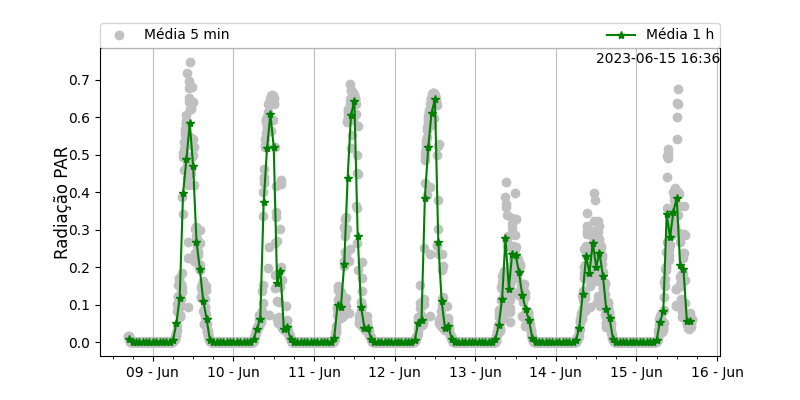 Média 5 min
Média 1 h
2023-06-15 16:36
Radiação PAR
0.7
0.6
0.5
0.4
0.3
0.2
0.1
0.0
09 - Jun
10 - Jun
11 - Jun
12 - Jun
13 - Jun
14 - Jun
15 - Jun
16 - Jun